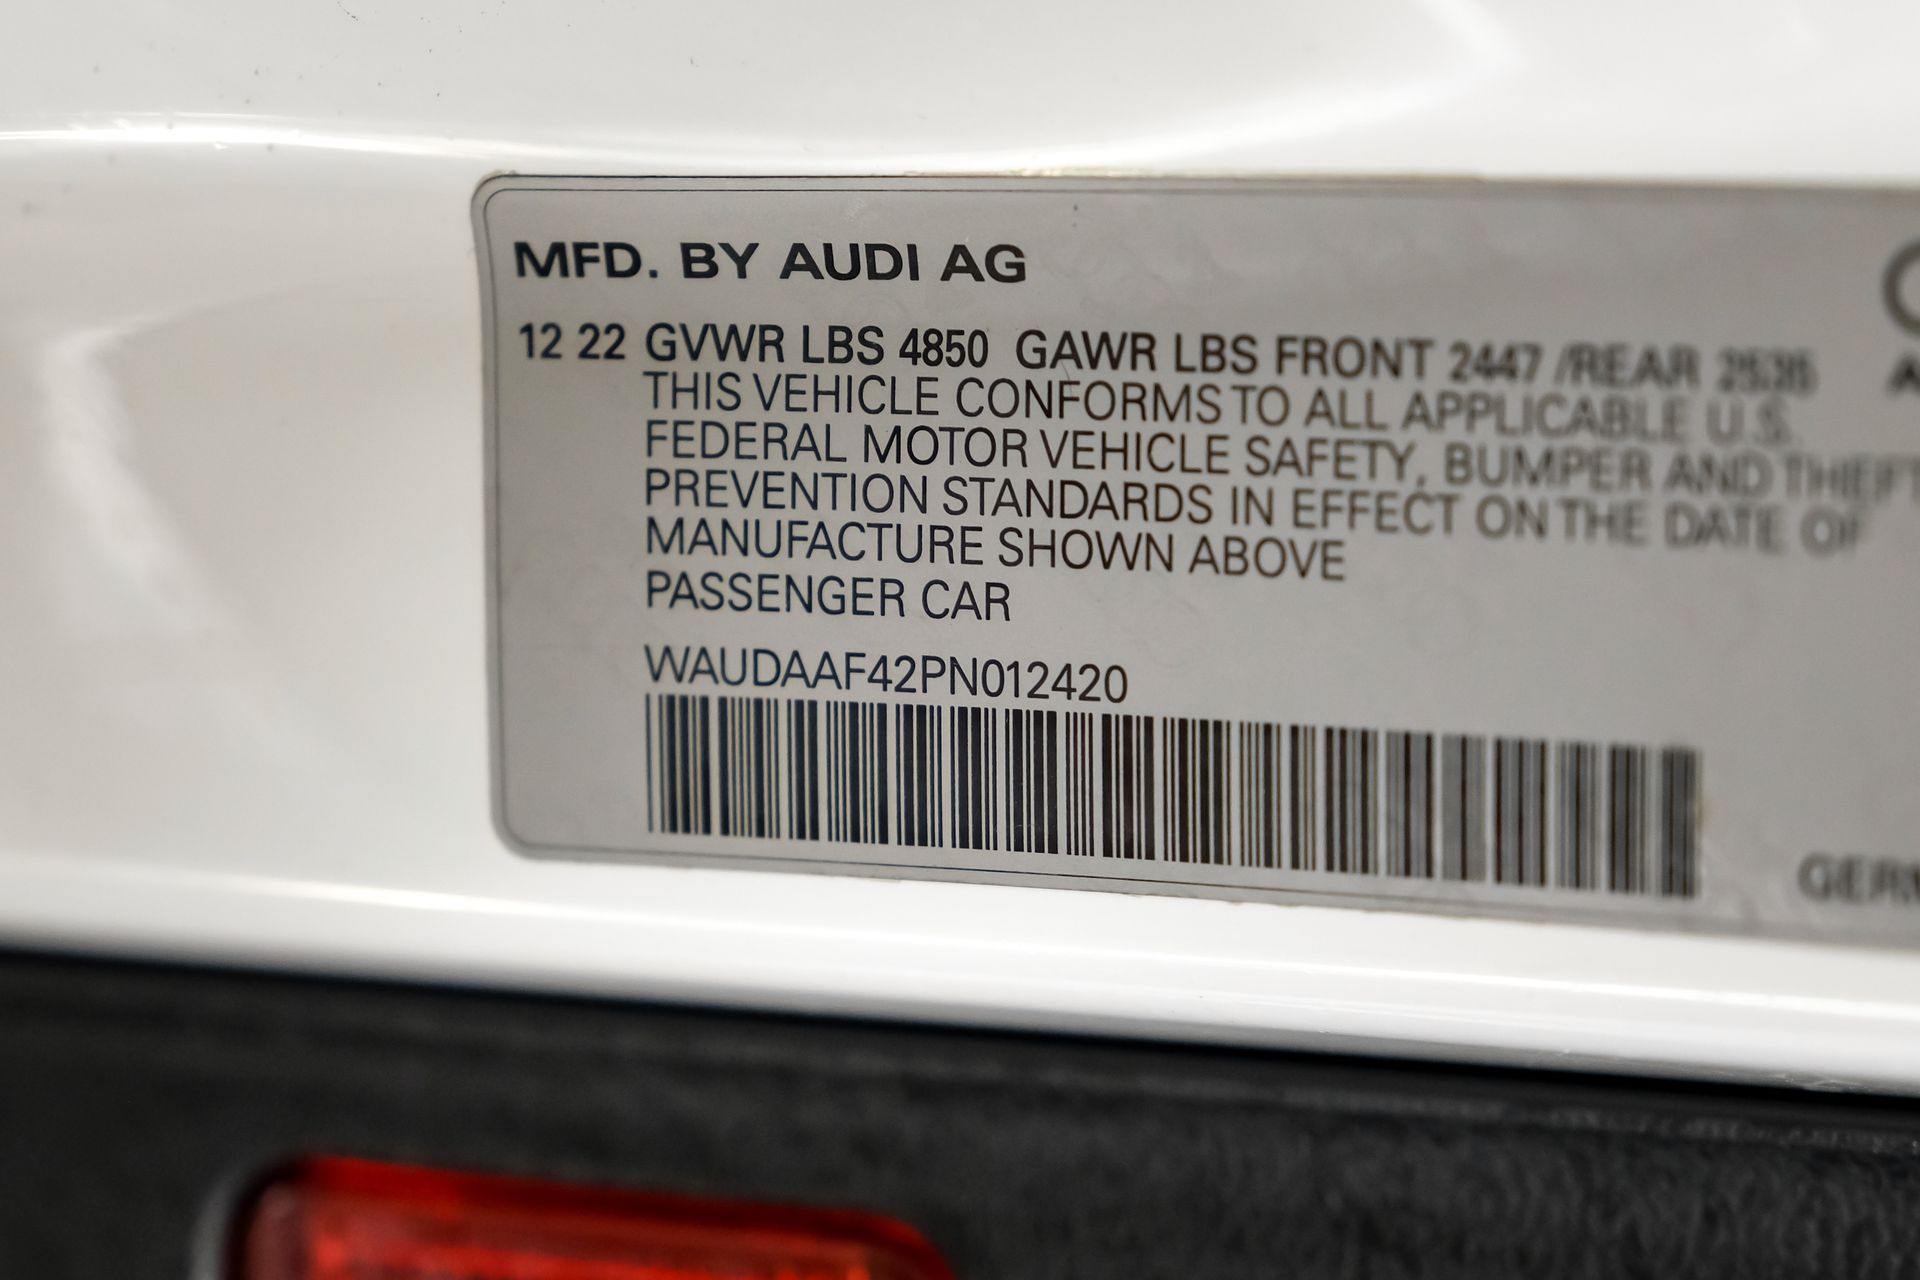 MFD. BY AUDI AG
12 22 GVWR LBS 4850 GAWR LBS FRONT 2447 /REAR
THIS VEHICLE CONFORMS TO ALL APPLICABLE U.S.
FEDERAL MOTOR VEHICLE SAFETY, BUMPER AND THEFT
PREVENTION STANDARDS IN EFFECT ON THE DATE OF
MANUFACTURE SHOWN ABOVE
PASSENGER CAR
WAUDAAF42PN012420